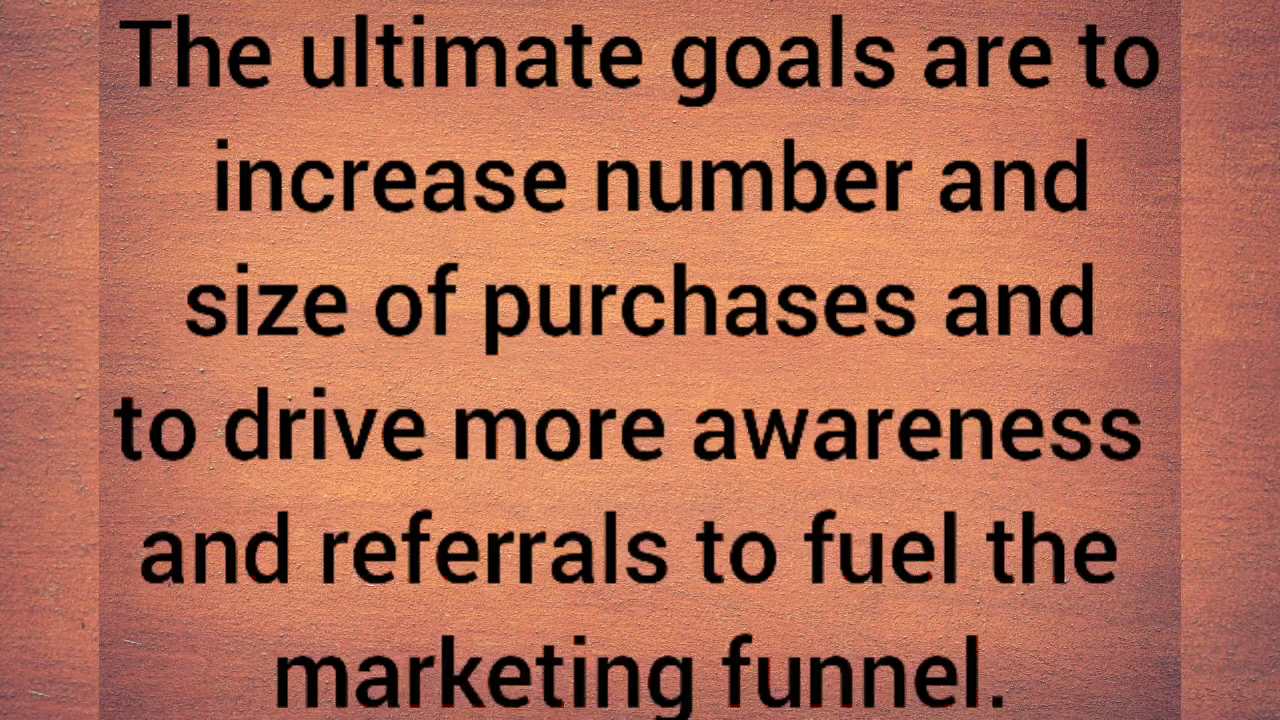 The ultimate goals are to
increase number and
size of purchases and
to drive more awareness
and referrals to fuel the
marketing funnel.